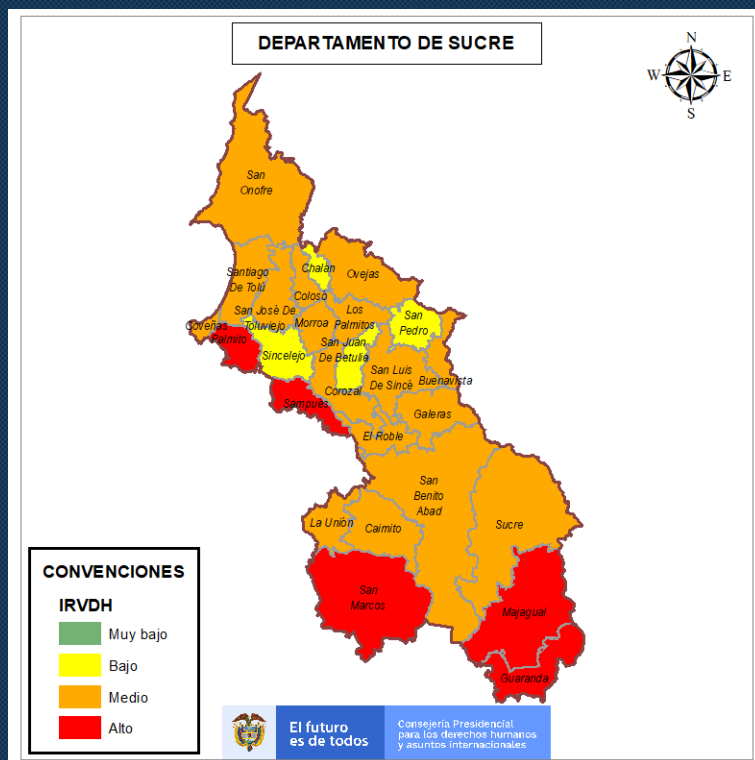 DEPARTAMENTO DE SUCRE
N
W
E
S
San
Onofre
Chalán
Ovejas
Santiago
De Tolú
Colosó
San José De
Toluviejo
Los
Palmitos
San
Pedro
Morroa
Coveñas
Palmito
San Juan
De Betulia
Sincelejo
San Luis
De Sincé
Buenavista
Corozal
Sampués
Galeras
El Roble
San
Benito
Abad
La Unión
Caimito
Sucre
San
Marcos
Majagual
Guaranda
CONVENCIONES
IRVDH
Muy bajo
Bajo
Medio
Alto
El futuro
es de todos
Consejería Presidencial
para los derechos humanos
y asuntos internacionales